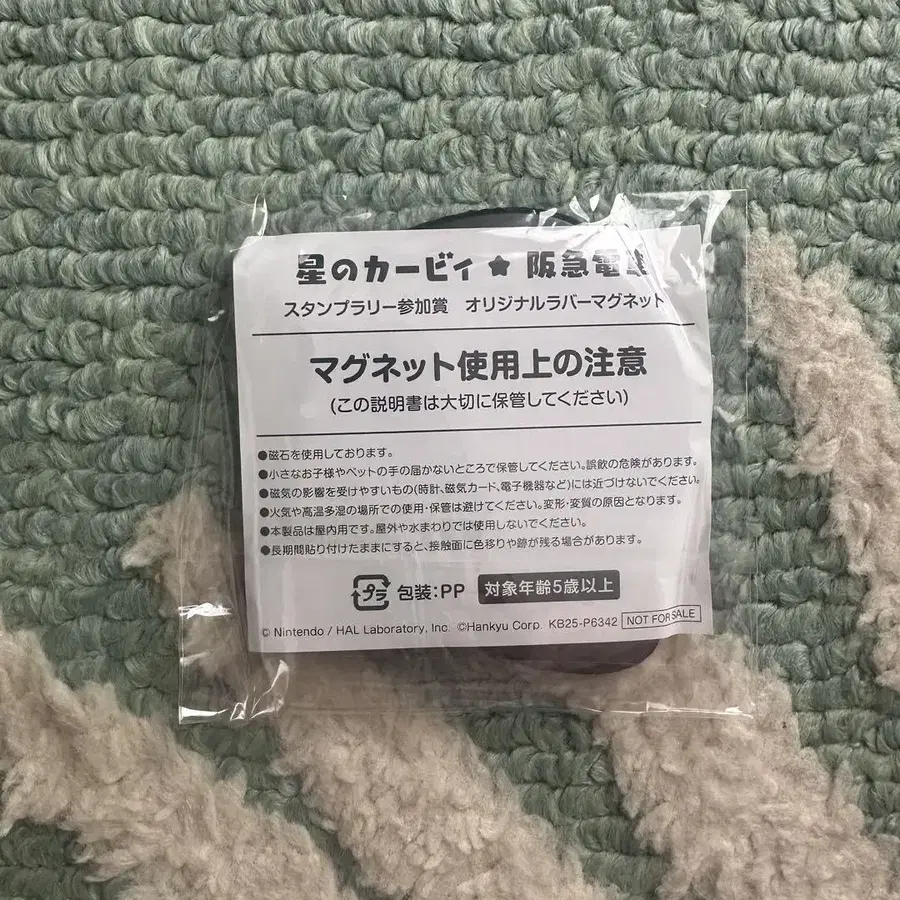 星のカービィ★阪急電車
スタンプラリー参加賞　オリジナルラバーマグネット
マグネット使用上の注意
(この説明書は大切に保管してください)
●磁石を使用しております。
●小さなお子様やペットの手の届かないところで保管してください。誤飲の危険があります。
●磁気の影響を受けやすいもの(時計、磁気カード、電子機器など)には近づけないでください。
●火気や高温多湿の場所での使用・保管は避けてください。変形・変質の原因となります。
●本製品は屋内用です。屋外や水まわりでは使用しないでください。
●長期間貼り付けたままにすると、接触面に色移りや跡が残る場合があります。
プラ 包装:PP 対象年齢5歳以上
© Nintendo / HAL Laboratory, Inc. ©Hankyu Corp. KB25-P6342 NOT FOR SALE